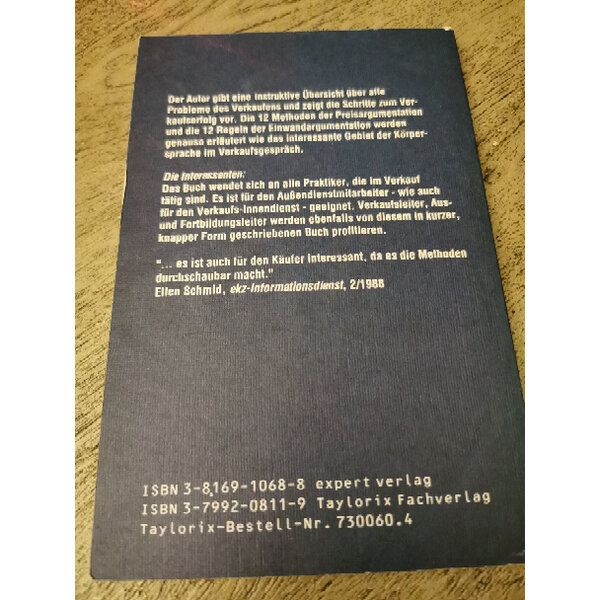 Der Autor gibt eine instruktive Übersicht über alle
Probleme des Verkaufens und zeigt die Schritte zum Ver-
kaufserfolg vor. Die 12 Methoden der Preisargumentation
und die 12 Regeln der Einwandargumentation werden
genauso erläutert wie das interessante Gebiet der Körper-
sprache im Verkaufsgespräch.
Die Interessenten:
Das Buch wendet sich an alle Praktiker, die im Verkauf
tätig sind. Es ist für den Außendienstmitarbeiter - wie auch
für den Verkaufs-Innendienst - geeignet. Verkaufsleiter, Aus-
und Fortbildungsleiter werden ebenfalls von diesem in kurzer,
knapper Form geschriebenen Buch profitieren.
"... es ist auch für den Käufer interessant, da es die Methoden
durchschaubar macht."
Ellen Schmid, ekz-Informationsdienst, 2/1988
ISBN 3-8169-1068-8 expert verlag
ISBN 3-7992-0811-9 Taylorix Fachverlag
Taylorix-Bestell-Nr. 730060.4